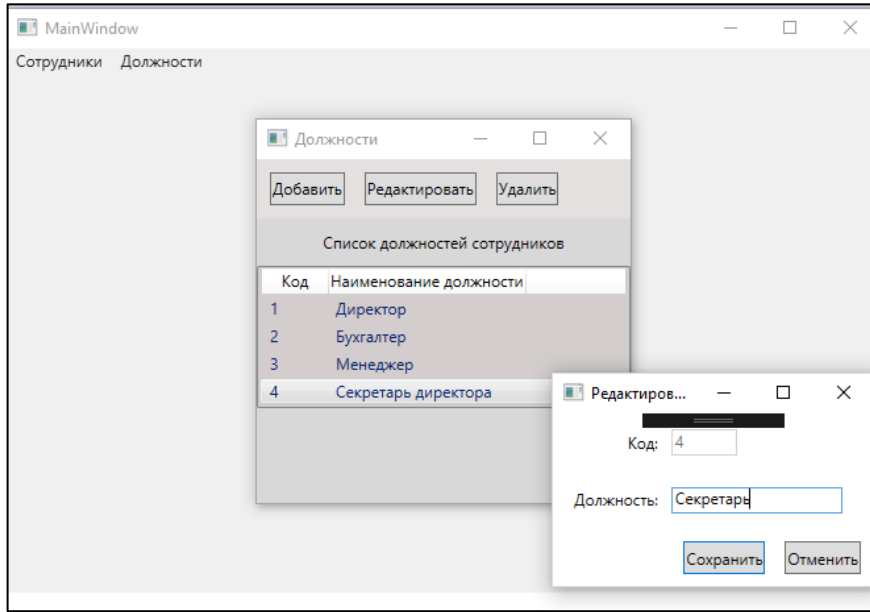 MainWindow
Сотрудники Должности
Должности
Добавить Редактировать Удалить
Список должностей сотрудников
Код Наименование должности
1 Директор
2 Бухгалтер
3 Менеджер
4 Секретарь директора
Редактиров...
Код: 4
Должность: Секретарь
Сохранить Отменить